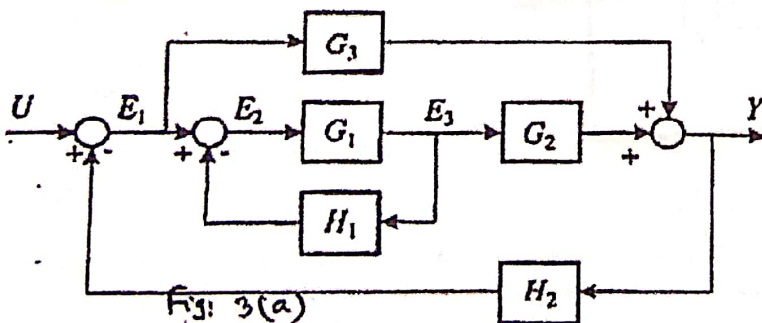 G₃
U E₁ E₂ G₁ E₃ G₂ + Y
+ - + - +
H₁
H₂
Fig: 3(a)